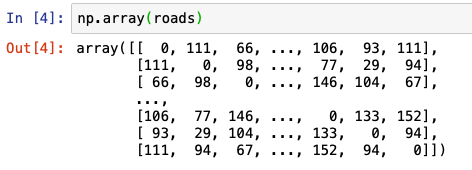 In [4]: np.array(roads)
Out[4]: array([[  0, 111,  66, ..., 106,  93, 111],
       [111,   0,  98, ...,  77,  29,  94],
       [ 66,  98,   0, ..., 146, 104,  67],
       ...,
       [106,  77, 146, ...,   0, 133, 152],
       [ 93,  29, 104, ..., 133,   0,  94],
       [111,  94,  67, ..., 152,  94,   0]])